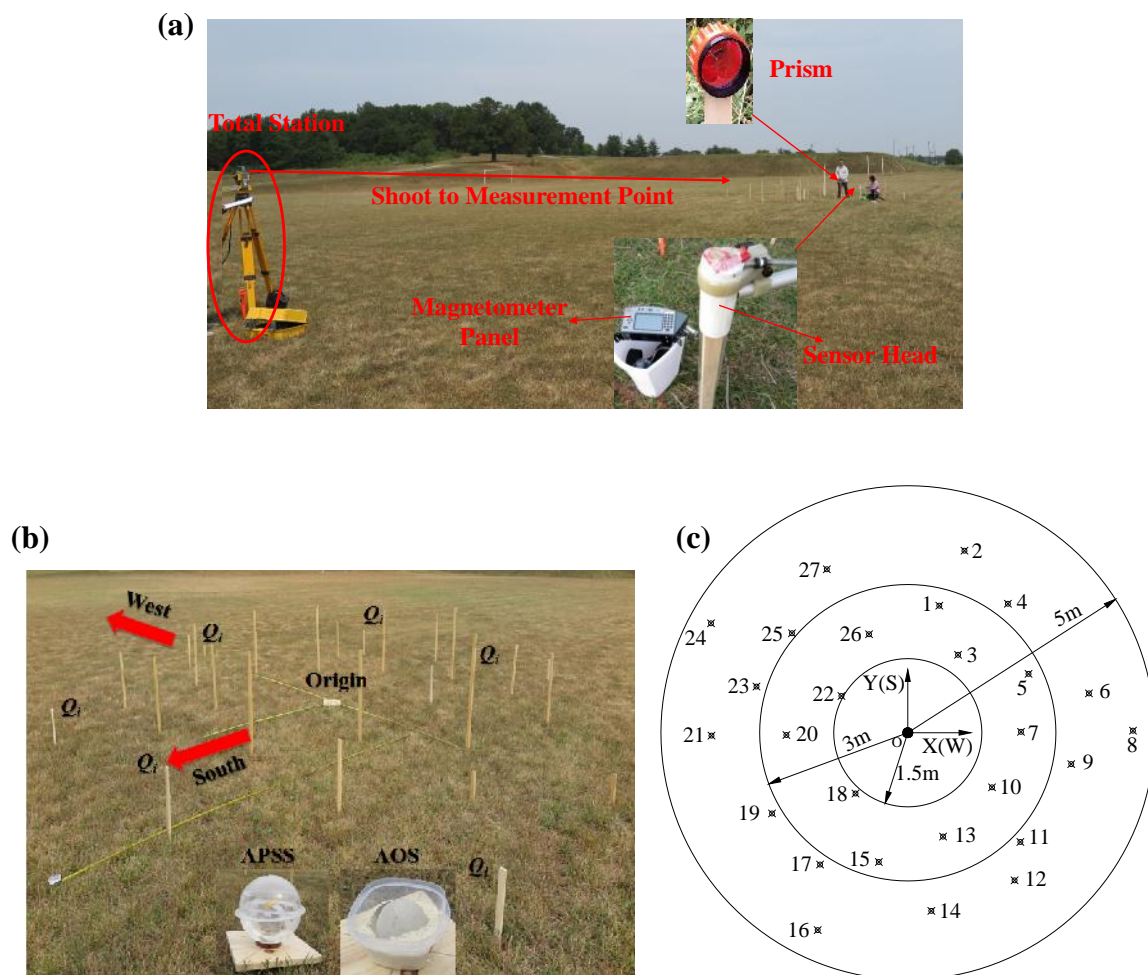 (a)
Prism
Total Station
Shoot to Measurement Point
Magnetometer
Panel
Sensor Head
(b)
West
Qi
Qi
Qi
Origin
Qi
Qi
South
APSS
AOS
Qi
(c)
2
27
1
4
5m
24
25
26
3
5
6
23
22
Y(S)
21
20
O
X(W)
7
8
3m
9
1.5m
10
18
19
13
11
17
15
12
14
16